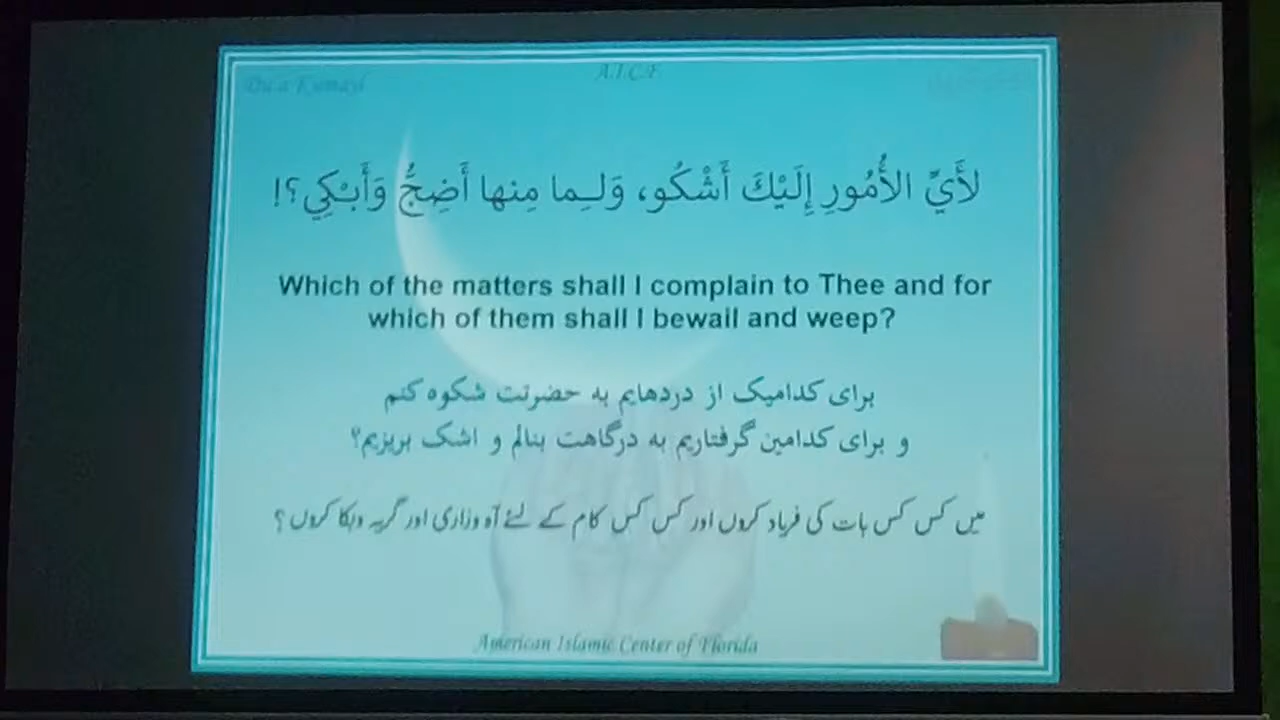 Du'a Kumayl
A.I.C.F.
لأَيِّ الأُمُورِ إِلَيْكَ أَشْكُو، وَلِـما مِنها أَضِجُّ وَأَبْكِي؟!
Which of the matters shall I complain to Thee and for
which of them shall I bewail and weep?
برای کدامیک از دردهایم به حضرتت شکوه کنم
و برای کدامین گرفتاریم به درگاهت بنالم و اشک بریزیم؟
میں کس کس بات کی فریاد کروں اور کس کس کام کے لئے آہ وزاری اور گریہ وبکا کروں ؟
American Islamic Center of Florida